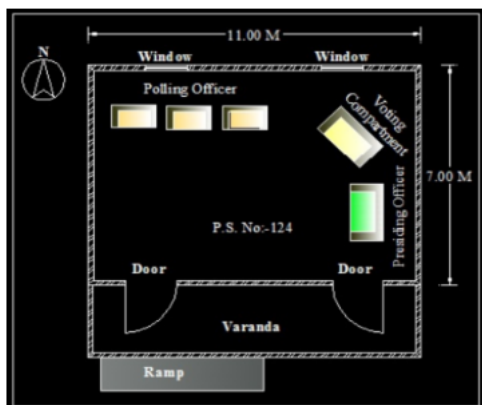 11.00 M
N
Window
Window
Polling Officer
Voting
Compartment
7.00 M
Presiding Officer
P.S. No:-124
Door
Door
Varanda
Ramp